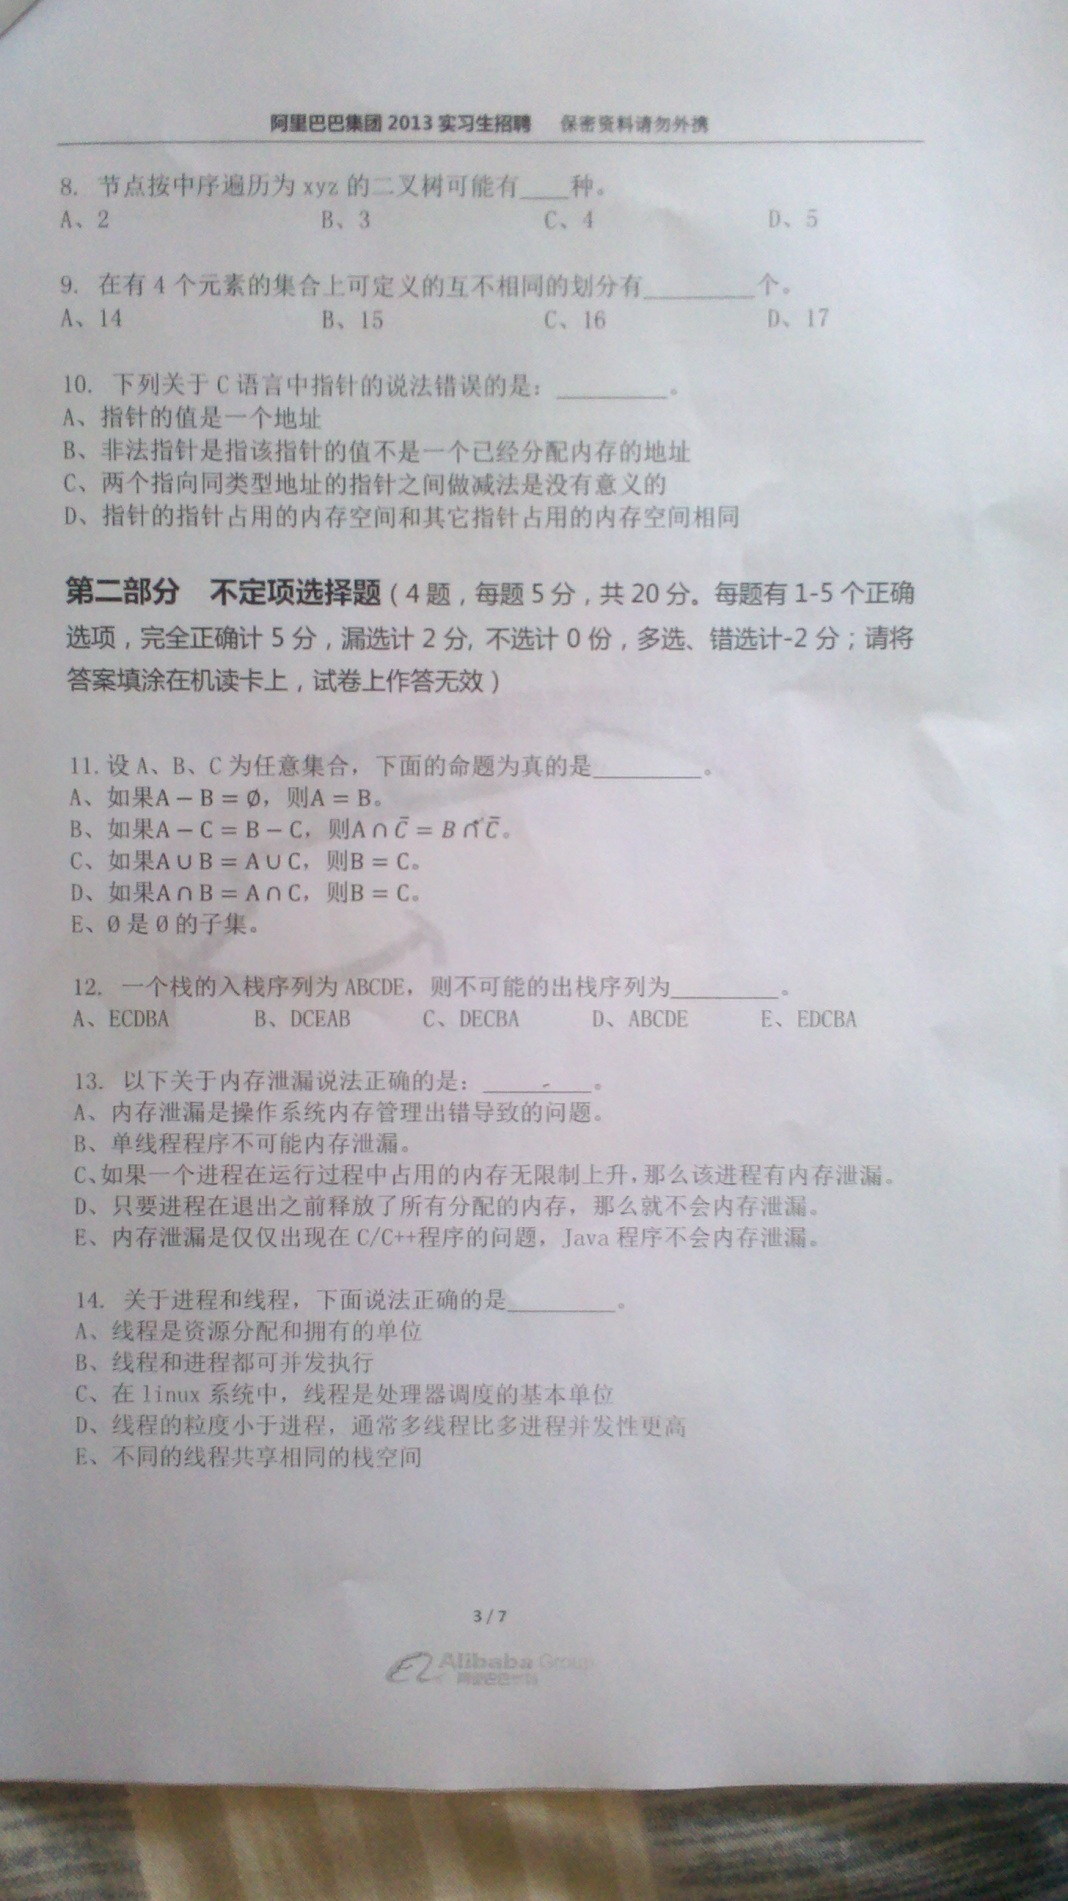 阿里巴巴集团 2013 实习生招聘 保密资料请勿外携
8. 节点按中序遍历为 xyz 的二叉树可能有____种。
A、2 B、3 C、4 D、5
9. 在有 4 个元素的集合上可定义的互不相同的划分有_________个。
A、14 B、15 C、16 D、17
10. 下列关于 C 语言中指针的说法错误的是：_________。
A、指针的值是一个地址
B、非法指针是指该指针的值不是一个已经分配内存的地址
C、两个指向同类型地址的指针之间做减法是没有意义的
D、指针的指针占用的内存空间和其它指针占用的内存空间相同
第二部分 不定项选择题（4 题，每题 5 分，共 20 分。每题有 1-5 个正确
选项，完全正确计 5 分，漏选计 2 分, 不选计 0 份，多选、错选计-2 分；请将
答案填涂在机读卡上，试卷上作答无效）
11. 设 A、B、C 为任意集合，下面的命题为真的是_________。
A、如果A − B = ∅，则A = B。
B、如果A − C = B − C，则A ∩ C̄ = B ∩ C̄。
C、如果A ∪ B = A ∪ C，则B = C。
D、如果A ∩ B = A ∩ C，则B = C。
E、∅ 是 ∅ 的子集。
12. 一个栈的入栈序列为 ABCDE，则不可能的出栈序列为_________。
A、ECDBA B、DCEAB C、DECBA D、ABCDE E、EDCBA
13. 以下关于内存泄漏说法正确的是：_________。
A、内存泄漏是操作系统内存管理出错导致的问题。
B、单线程程序不可能内存泄漏。
C、如果一个进程在运行过程中占用的内存无限制上升，那么该进程有内存泄漏。
D、只要进程在退出之前释放了所有分配的内存，那么就不会内存泄漏。
E、内存泄漏是仅仅出现在 C/C++程序的问题，Java 程序不会内存泄漏。
14. 关于进程和线程，下面说法正确的是_________。
A、线程是资源分配和拥有的单位
B、线程和进程都可并发执行
C、在 linux 系统中，线程是处理器调度的基本单位
D、线程的粒度小于进程，通常多线程比多进程并发性更高
E、不同的线程共享相同的栈空间
3 / 7
Alibaba Group
阿里巴巴集团